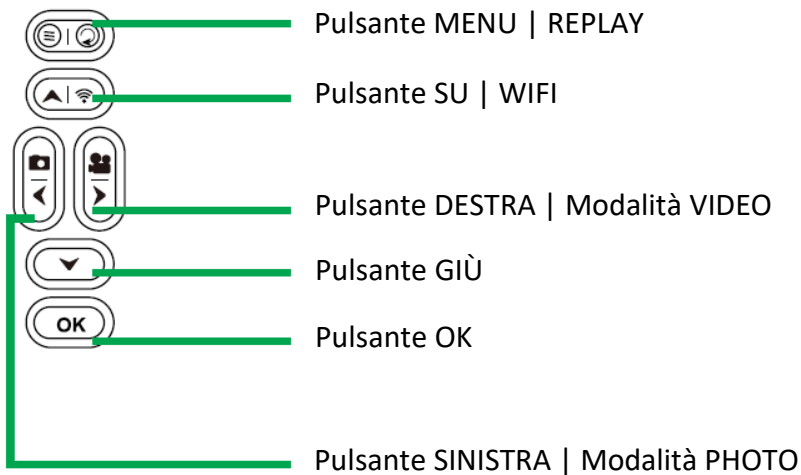 Pulsante MENU | REPLAY
Pulsante SU | WIFI
Pulsante DESTRA | Modalità VIDEO
Pulsante GIÙ
OK
Pulsante OK
Pulsante SINISTRA | Modalità PHOTO